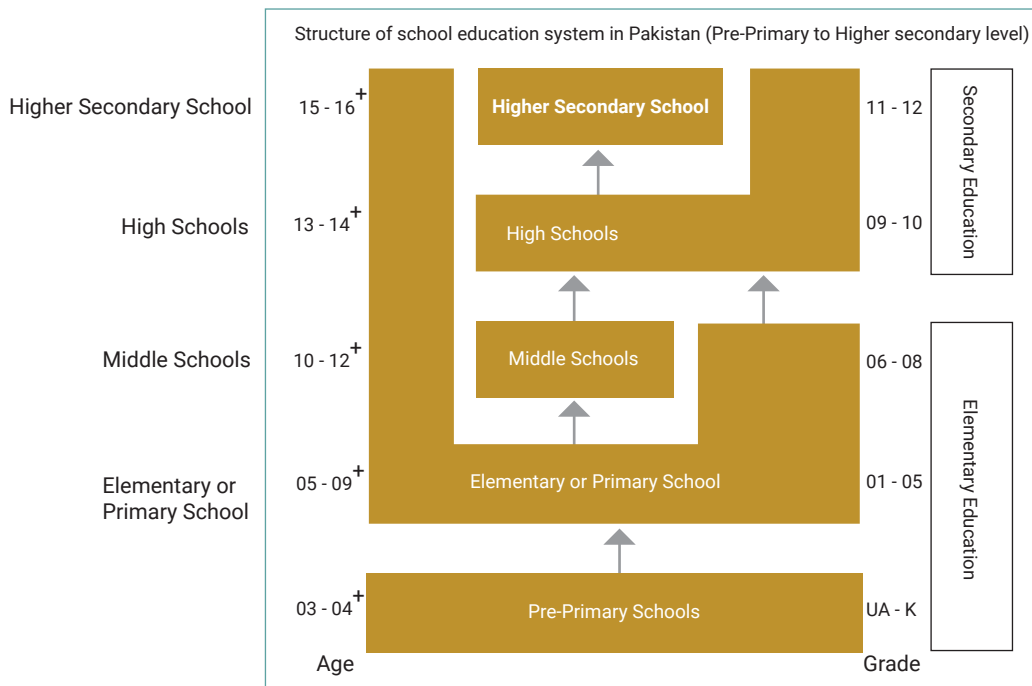 Structure of school education system in Pakistan (Pre-Primary to Higher secondary level)
Higher Secondary School
15 - 16+
Higher Secondary School
11 - 12
Secondary Education
High Schools
13 - 14+
High Schools
09 - 10
Middle Schools
10 - 12+
Middle Schools
06 - 08
Elementary Education
Elementary or
Primary School
05 - 09+
Elementary or Primary School
01 - 05
03 - 04+
Pre-Primary Schools
UA - K
Age
Grade